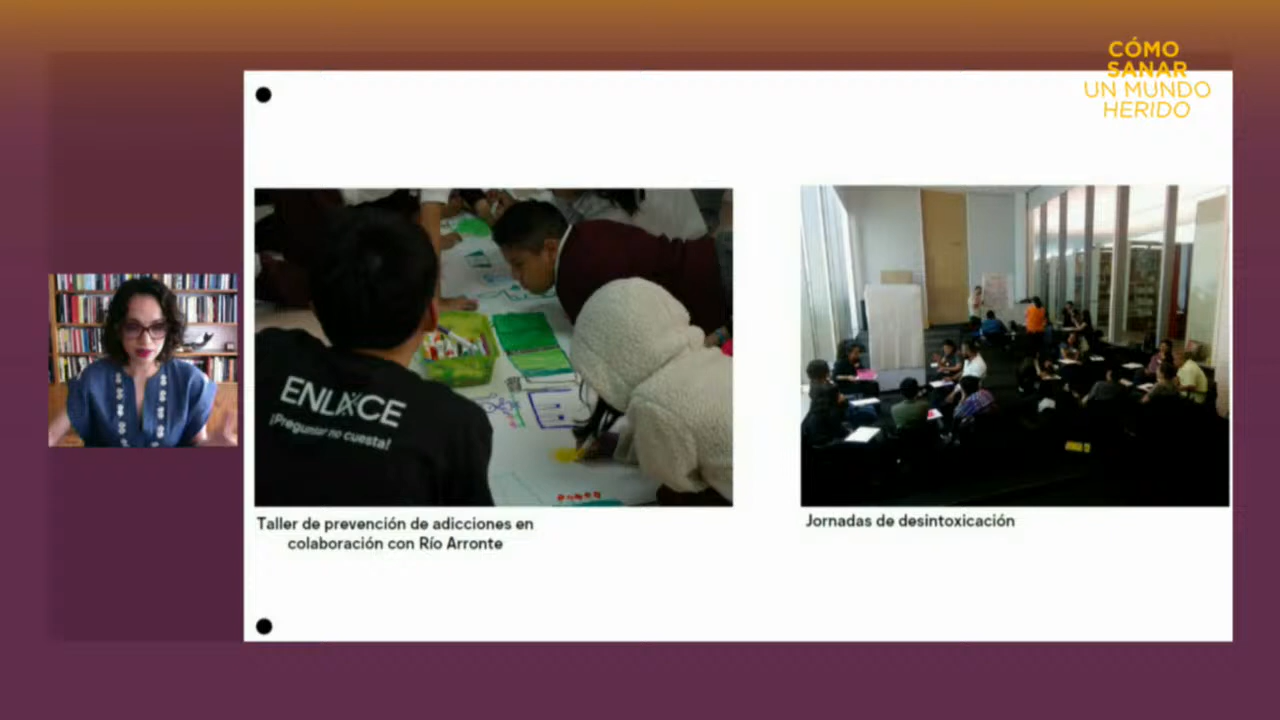 CÓMO
SANAR
UN MUNDO
HERIDO
ENLACE
¡Preguntar no cuesta!
Taller de prevención de adicciones en
colaboración con Río Arronte
Jornadas de desintoxicación